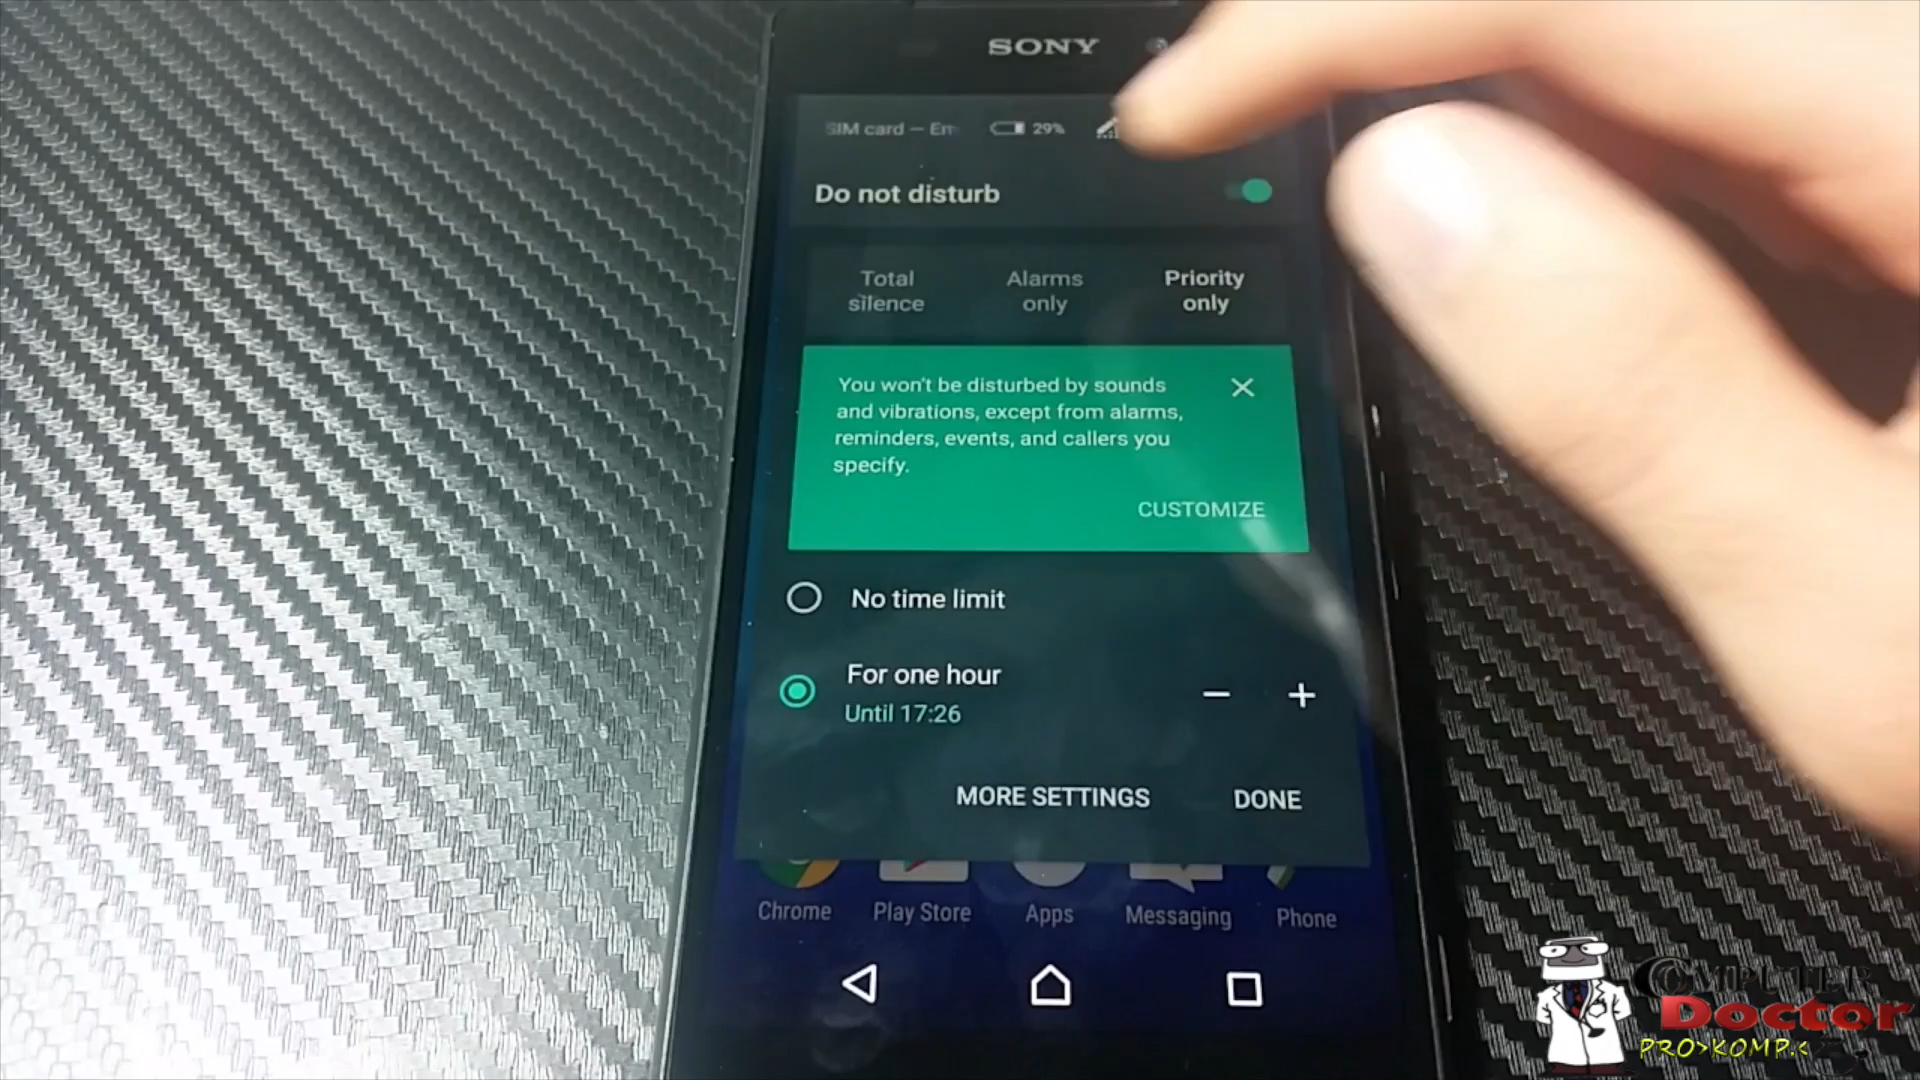 SONY
SIM card — Em
29%
Do not disturb
Total silence
Alarms only
Priority only
You won't be disturbed by sounds
and vibrations, except from alarms,
reminders, events, and callers you
specify.
CUSTOMIZE
No time limit
For one hour
Until 17:26
MORE SETTINGS
DONE
Chrome
Play Store
Apps
Messaging
Phone
COMPUTER
Doctor
PRO>KOMP.<